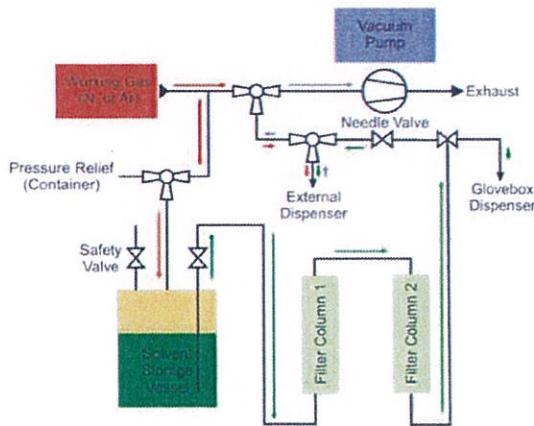 Vacuum
Pump
Working Gas
(N₂ or Ar)
Exhaust
Needle Valve
Pressure Relief
(Container)
External
Dispenser
Glovebox
Dispenser
Safety
Valve
Filter Column 1
Filter Column 2
Solvent
Storage
Vessel